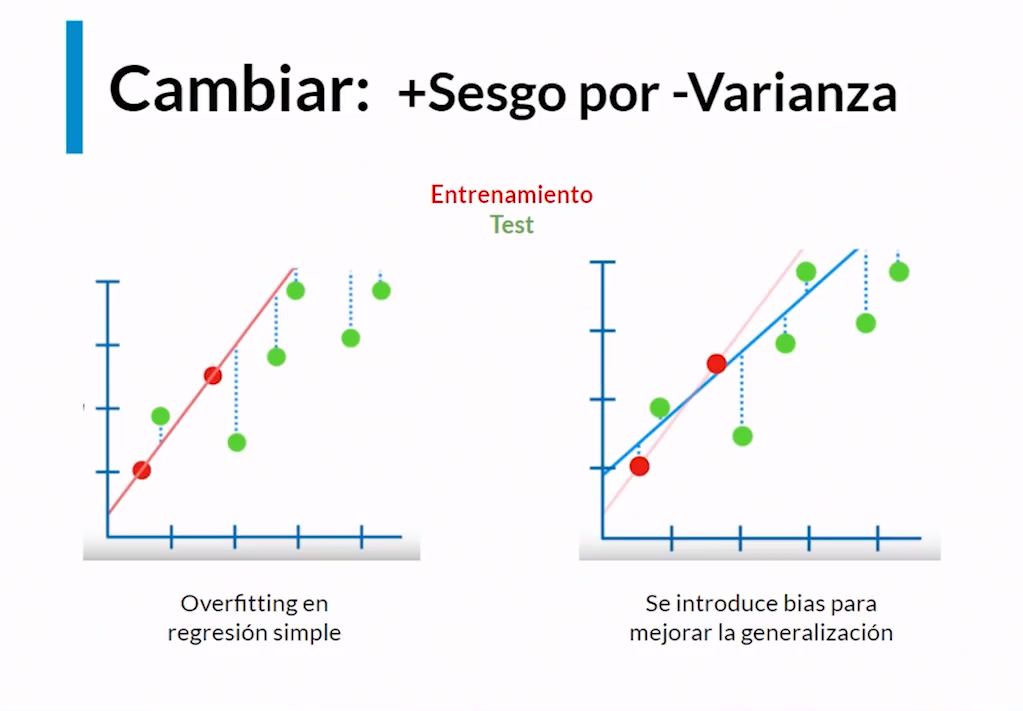 Cambiar: +Sesgo por -Varianza
Entrenamiento
Test
Overfitting en
regresión simple
Se introduce bias para
mejorar la generalización